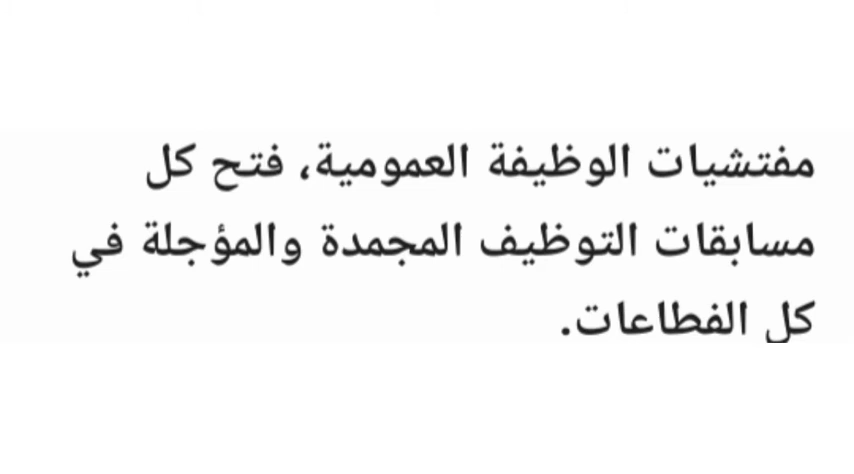 مفتشيات الوظيفة العمومية، فتح كل
مسابقات التوظيف المجمدة والمؤجلة في
كل الفطاعات.